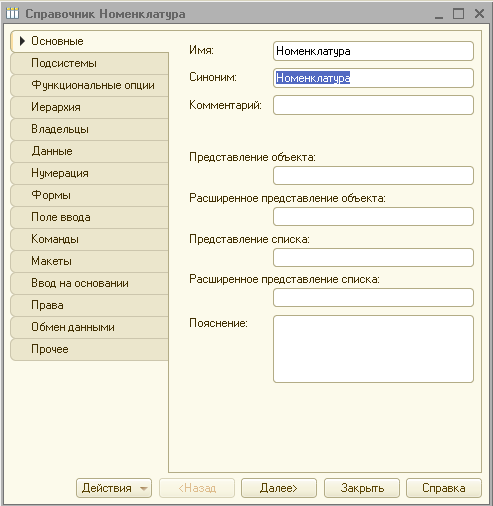 Справочник Номенклатура
Основные
Подсистемы
Функциональные опции
Иерархия
Владельцы
Данные
Нумерация
Формы
Поле ввода
Команды
Макеты
Ввод на основании
Права
Обмен данными
Прочее
Имя: Номенклатура
Синоним: Номенклатура
Комментарий:
Представление объекта:
Расширенное представление объекта:
Представление списка:
Расширенное представление списка:
Пояснение:
Действия <Назад Далее> Закрыть Справка